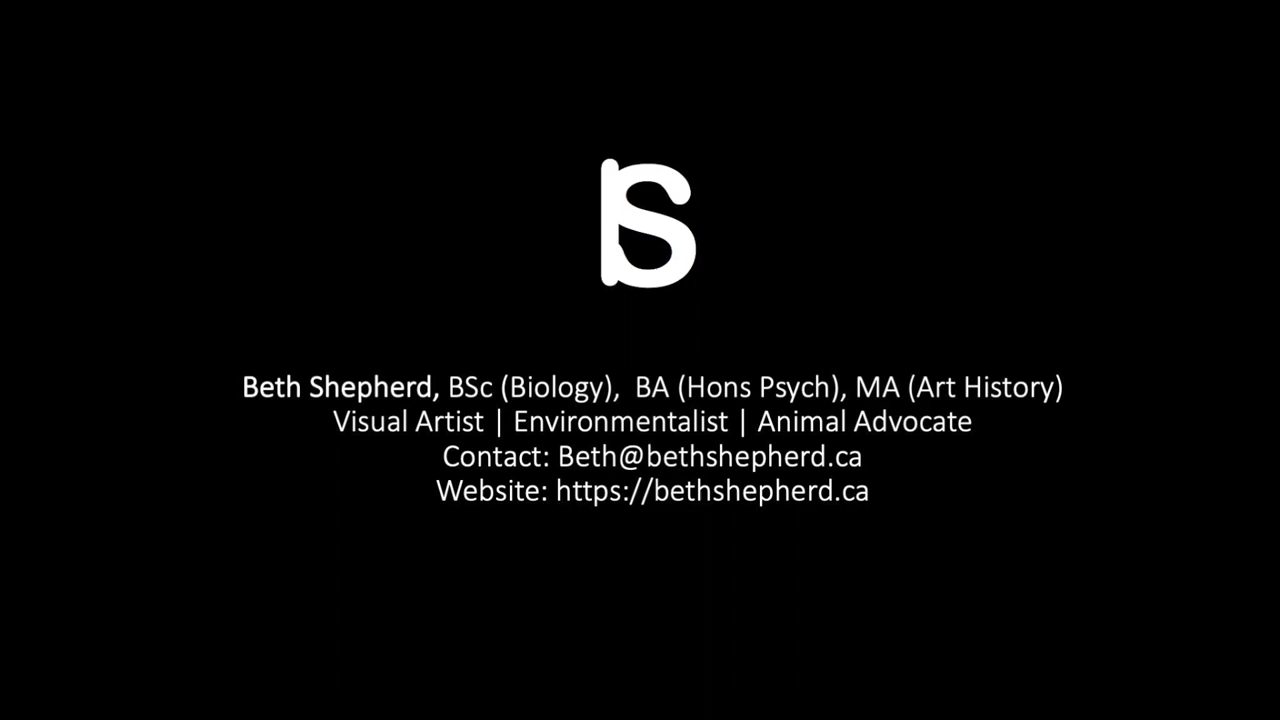 Beth Shepherd, BSc (Biology),  BA (Hons Psych), MA (Art History)
Visual Artist | Environmentalist | Animal Advocate
Contact: Beth@bethshepherd.ca
Website: https://bethshepherd.ca